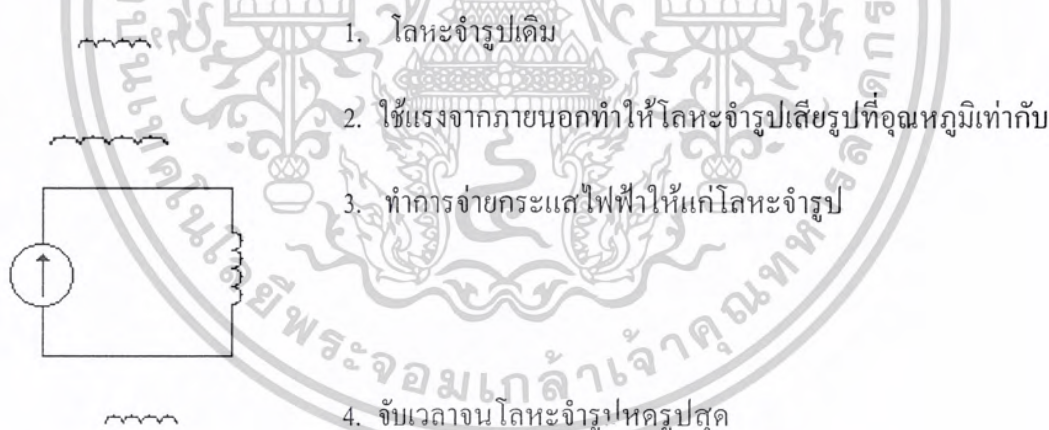 1. โลหะจำรูปเดิม
2. ใช้แรงจากภายนอกทำให้โลหะจำรูปเสียรูปที่อุณหภูมิเท่ากับ
3. ทำการจ่ายกระแสไฟฟ้าให้แก่โลหะจำรูป
4. จับเวลาจนโลหะจำรูปหดรูปสุด